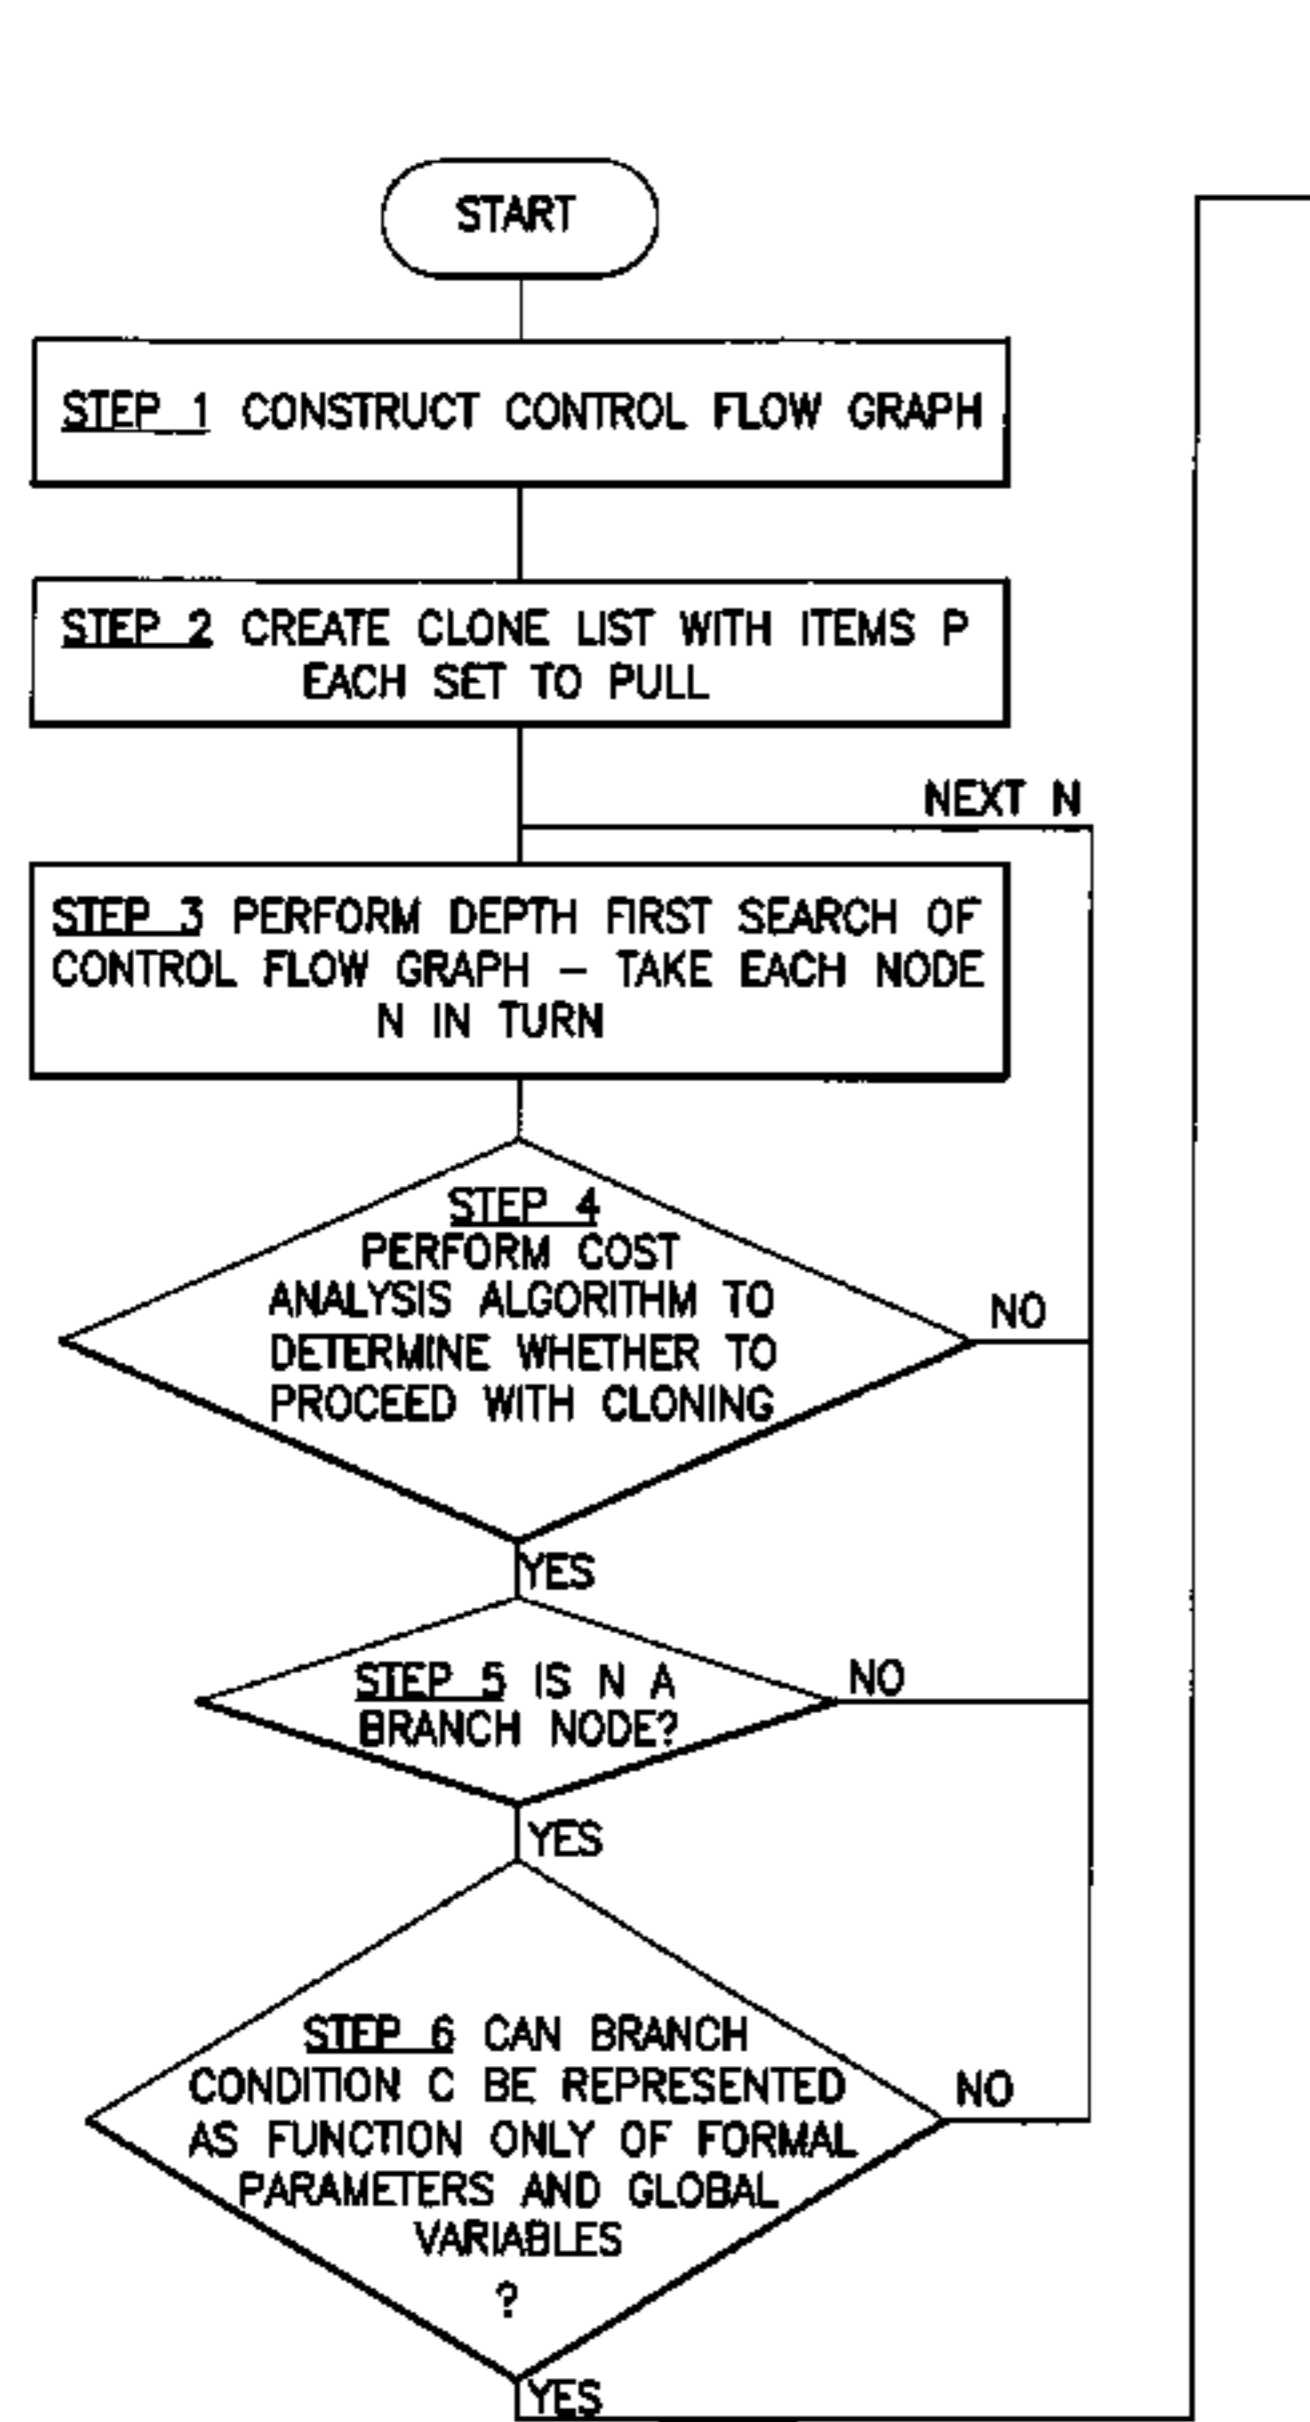 START
STEP 1 CONSTRUCT CONTROL FLOW GRAPH
STEP 2 CREATE CLONE LIST WITH ITEMS P
EACH SET TO PULL
NEXT N
STEP 3 PERFORM DEPTH FIRST SEARCH OF
CONTROL FLOW GRAPH – TAKE EACH NODE
N IN TURN
STEP 4
PERFORM COST
ANALYSIS ALGORITHM TO
DETERMINE WHETHER TO
PROCEED WITH CLONING
NO
YES
STEP 5 IS N A
BRANCH NODE?
NO
YES
STEP 6 CAN BRANCH
CONDITION C BE REPRESENTED
AS FUNCTION ONLY OF FORMAL
PARAMETERS AND GLOBAL
VARIABLES
?
NO
YES